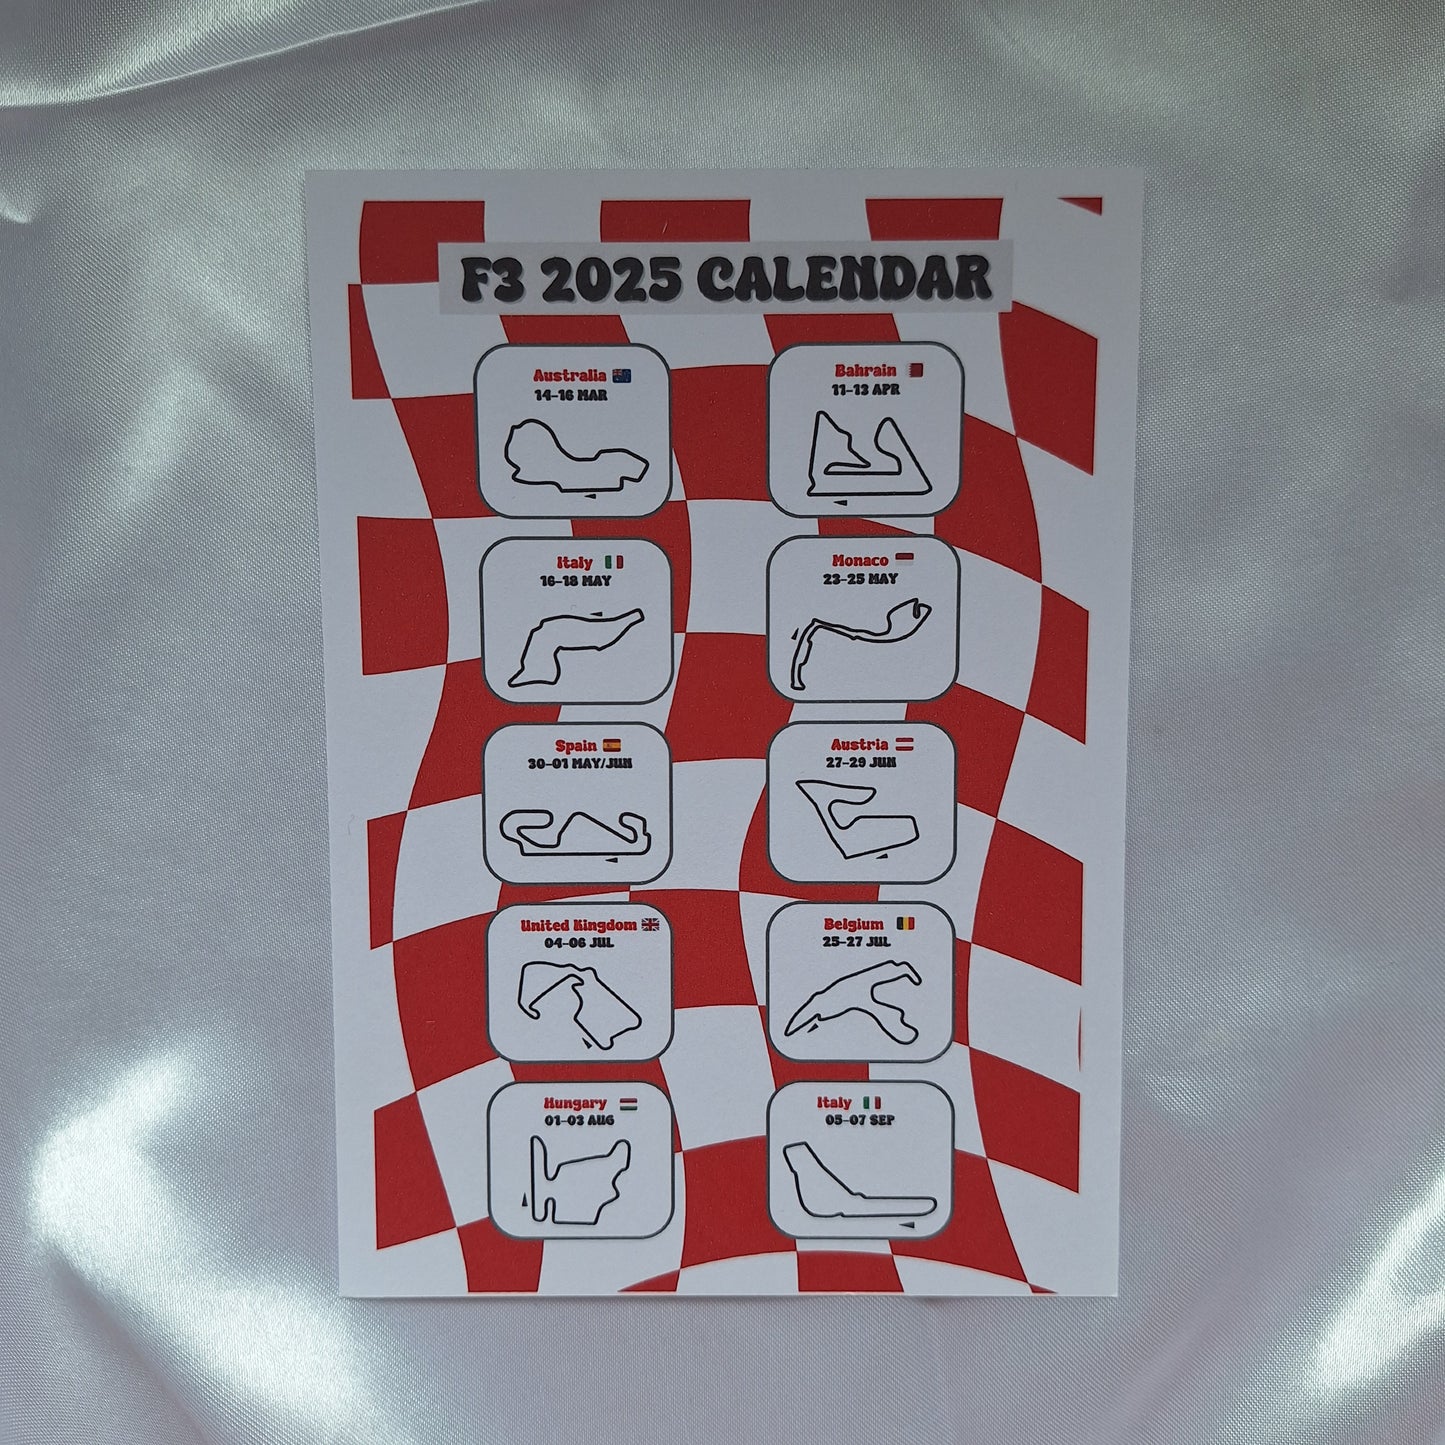 F3 2025 CALENDAR
Australia
14-16 MAR
Bahrain
11-13 APR
Italy
16-18 MAY
Monaco
23-25 MAY
Spain
30-01 MAY/JUN
Austria
27-29 JUN
United Kingdom
04-06 JUL
Belgium
25-27 JUL
Hungary
01-03 AUG
Italy
05-07 SEP